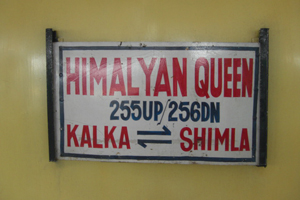 HIMALYAN QUEEN
255UP/256DN
KALKA ⇌ SHIMLA